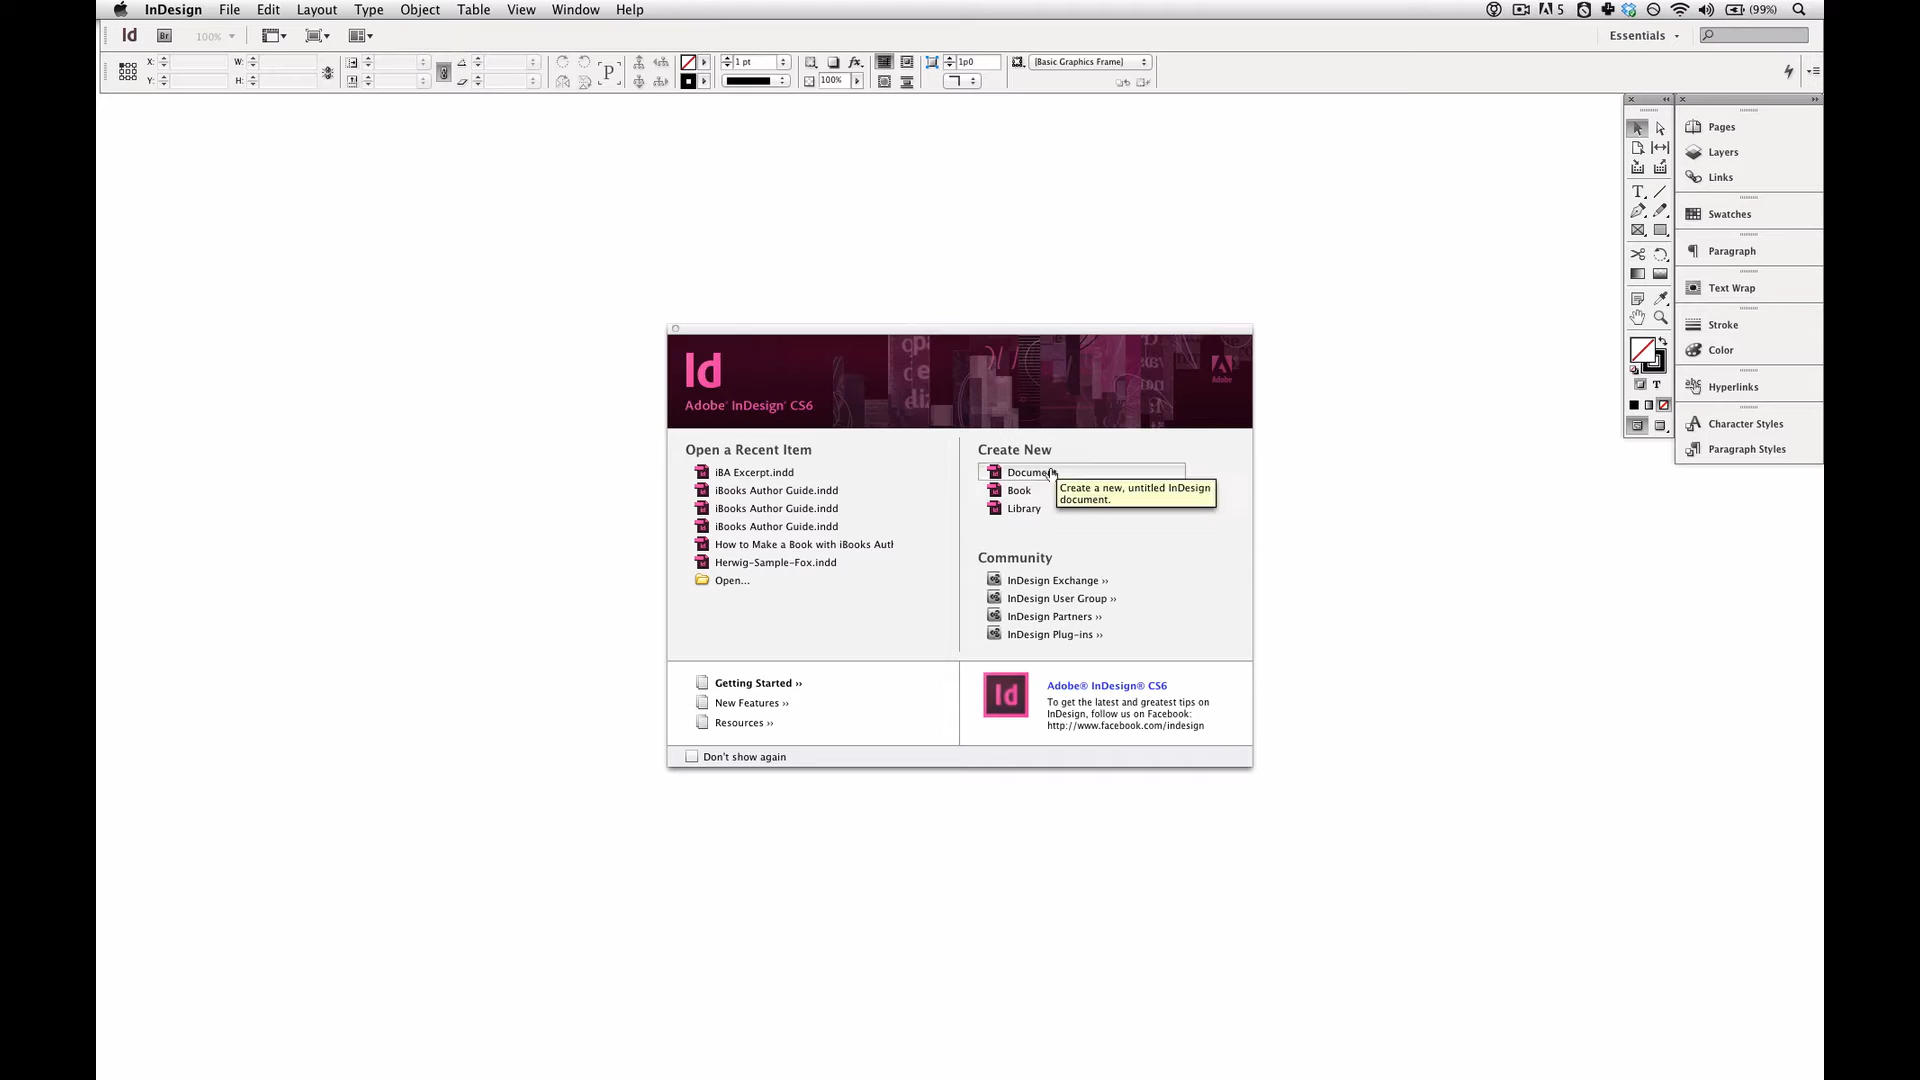 InDesign File Edit Layout Type Object Table View Window Help
5 (99%)
Id Br 100% Essentials
X: W: 1 pt 1p0 [Basic Graphics Frame]
Y: H: P 100% fx.
Pages
Layers
Links
Swatches
Paragraph
Text Wrap
Stroke
Color
Hyperlinks
Character Styles
Paragraph Styles
Id
Adobe® InDesign® CS6
Adobe
Open a Recent Item
iBA Excerpt.indd
iBooks Author Guide.indd
iBooks Author Guide.indd
iBooks Author Guide.indd
How to Make a Book with iBooks Auth
Herwig-Sample-Fox.indd
Open...
Create New
Document
Book
Library
Create a new, untitled InDesign
document.
Community
InDesign Exchange ››
InDesign User Group ››
InDesign Partners ››
InDesign Plug-ins ››
Getting Started ››
New Features ››
Resources ››
Id
Adobe® InDesign® CS6
To get the latest and greatest tips on
InDesign, follow us on Facebook:
http://www.facebook.com/indesign
Don't show again